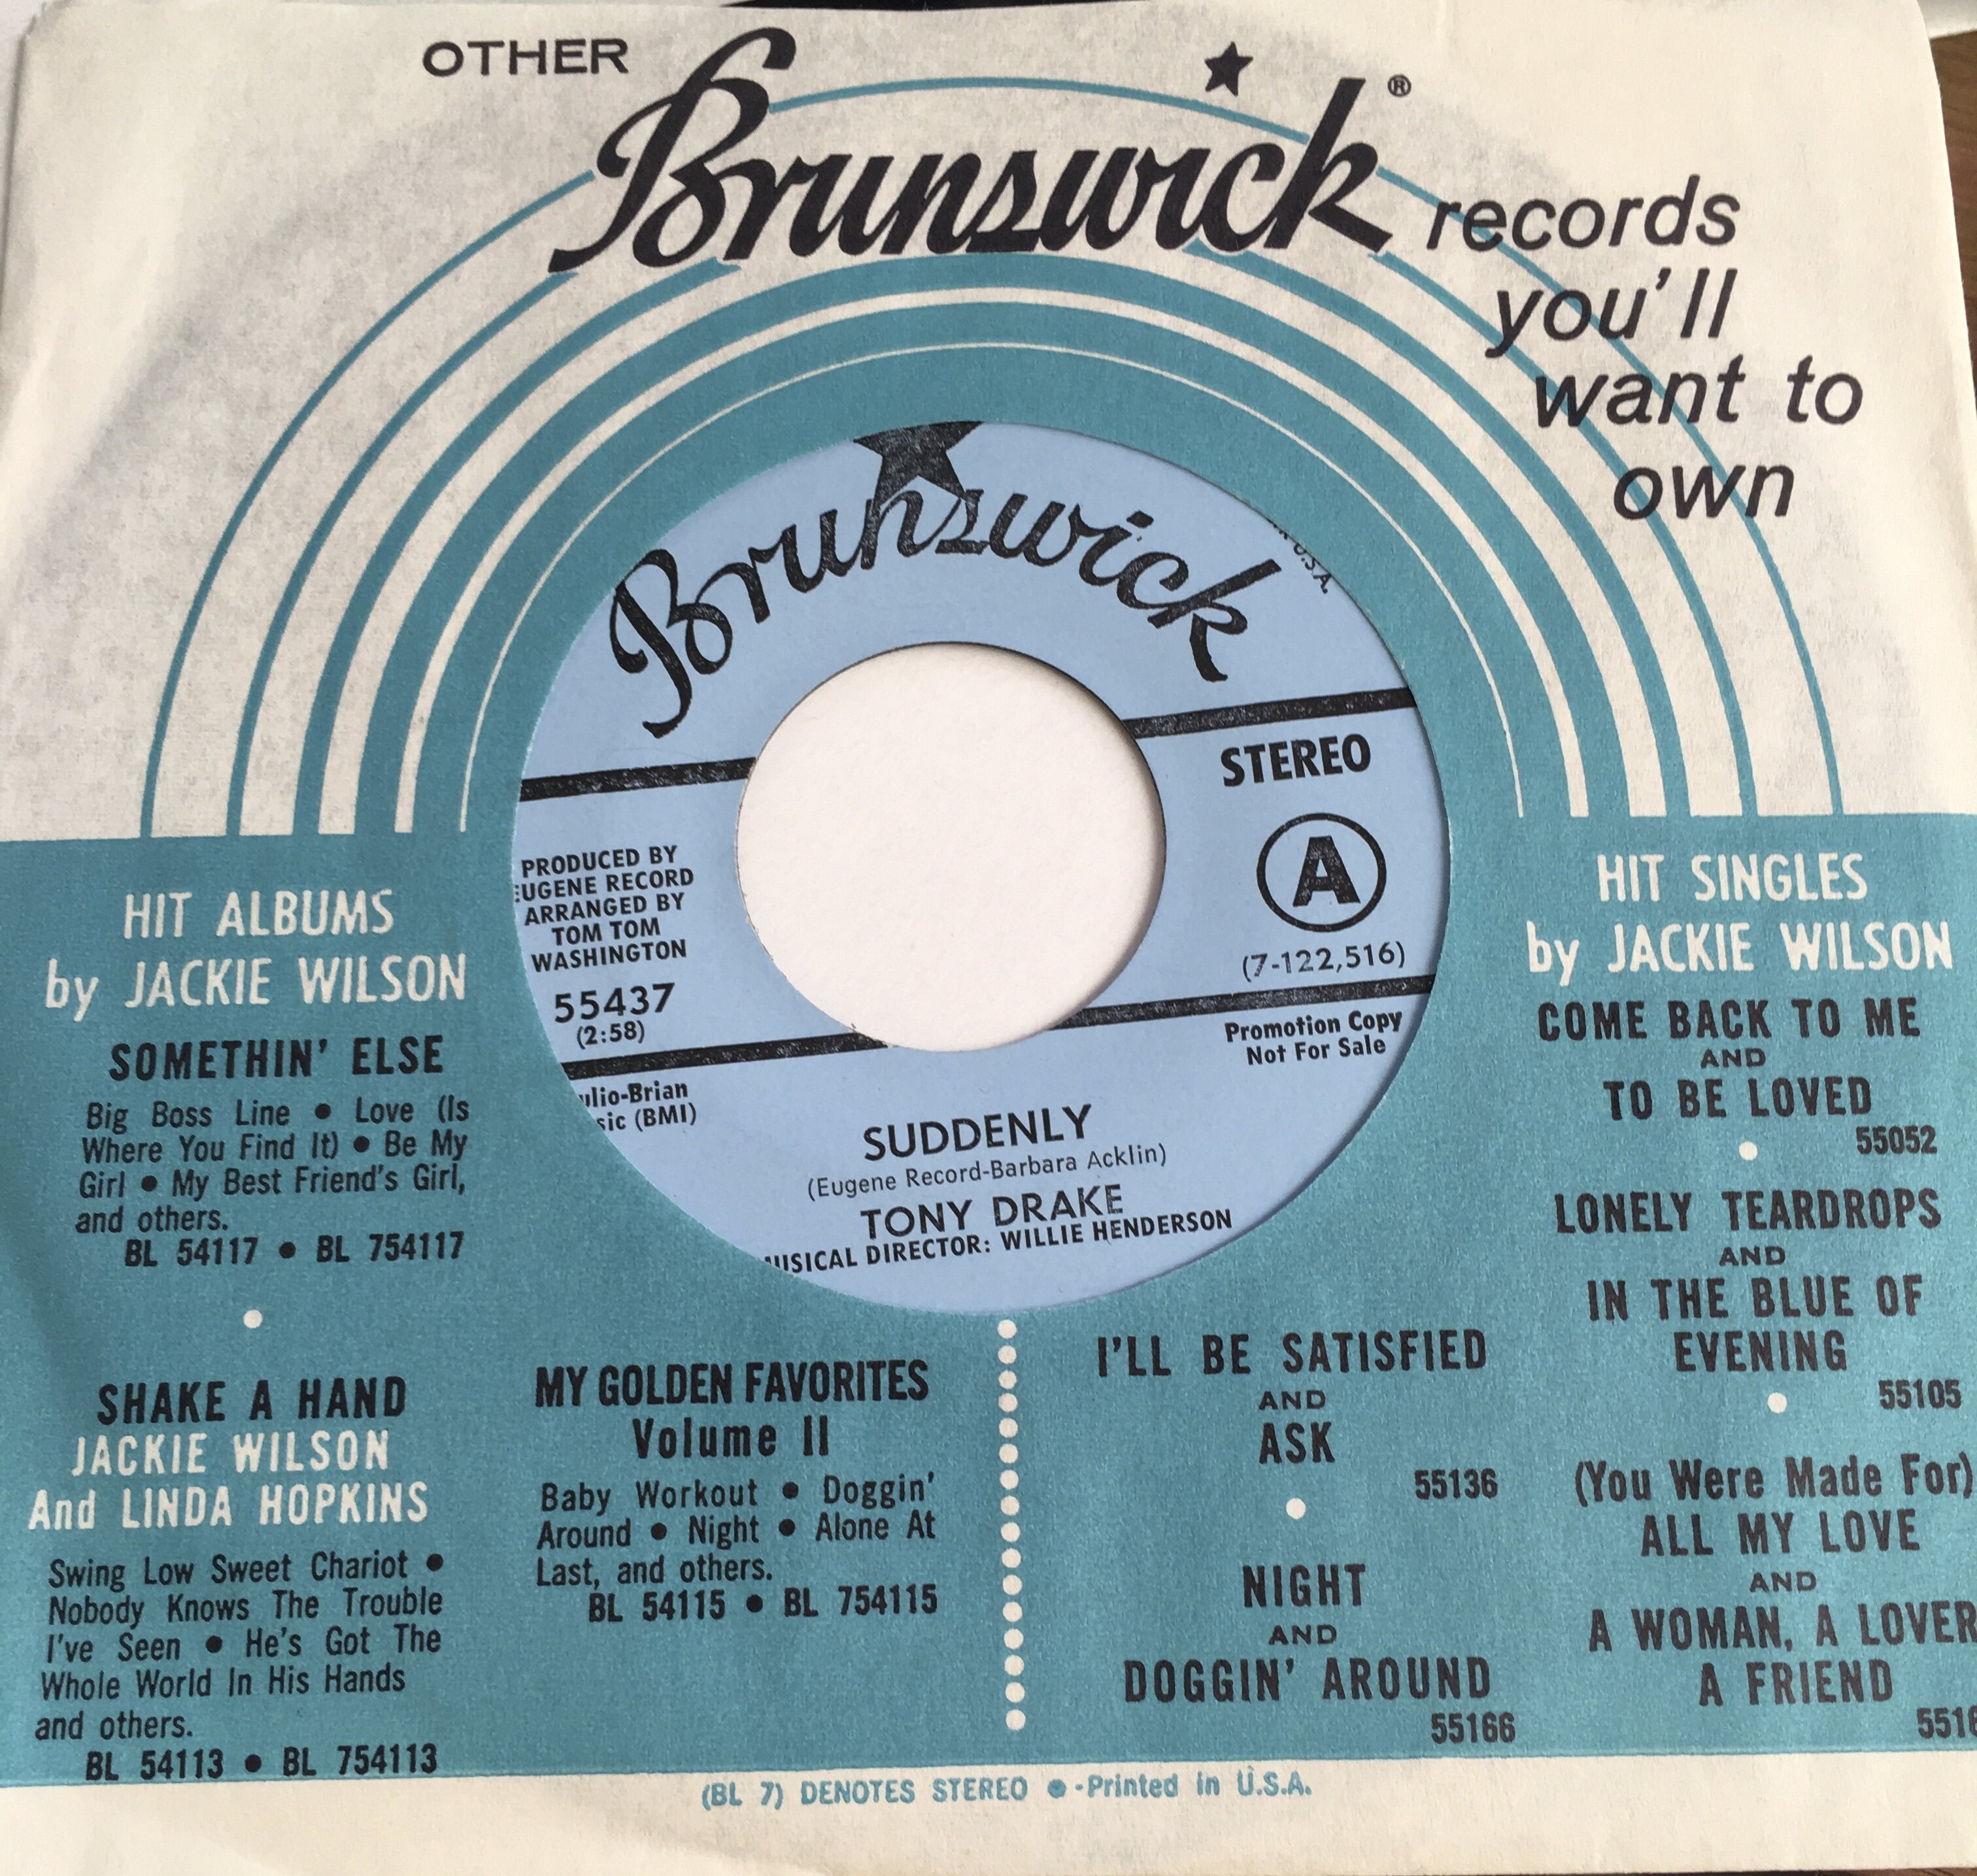 OTHER
Brunswick ®
records
you'll
want to
own
Brunswick
U.S.A.
STEREO
A
(7-122,516)
Promotion Copy
Not For Sale
PRODUCED BY
EUGENE RECORD
ARRANGED BY
TOM TOM
WASHINGTON
55437
(2:58)
(BMI)
SUDDENLY
(Eugene Record-Barbara Acklin)
TONY DRAKE
MUSICAL DIRECTOR: WILLIE HENDERSON
HIT ALBUMS
by JACKIE WILSON
SOMETHIN' ELSE
Big Boss Line • Love (Is
Where You Find It) • Be My
Girl • My Best Friend's Girl,
and others.
BL 54117 • BL 754117
SHAKE A HAND
JACKIE WILSON
And LINDA HOPKINS
Swing Low Sweet Chariot •
Nobody Knows The Trouble
I've Seen • He's Got The
Whole World In His Hands
and others.
BL 54113 • BL 754113
MY GOLDEN FAVORITES
Volume II
Baby Workout • Doggin'
Around • Night • Alone At
Last, and others.
BL 54115 • BL 754115
I'LL BE SATISFIED
AND
ASK
55136
NIGHT
AND
DOGGIN' AROUND
55166
HIT SINGLES
by JACKIE WILSON
COME BACK TO ME
AND
TO BE LOVED
55052
LONELY TEARDROPS
AND
IN THE BLUE OF
EVENING
55105
(You Were Made For)
ALL MY LOVE
AND
A WOMAN, A LOVER
A FRIEND
(BL 7) DENOTES STEREO • -Printed in U.S.A.